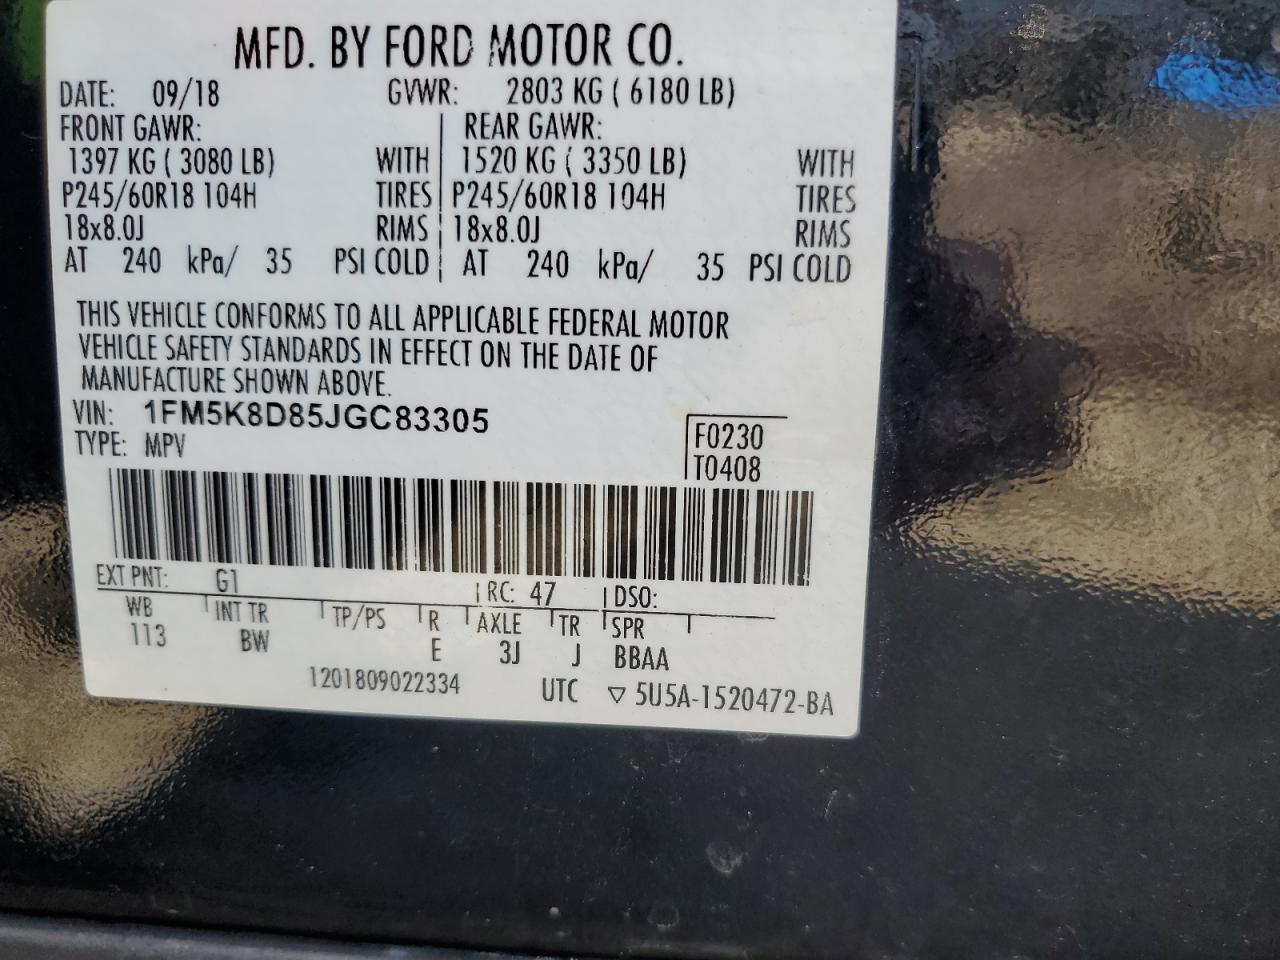 MFD. BY FORD MOTOR CO.
DATE: 09/18 GVWR: 2803 KG ( 6180 LB)
FRONT GAWR: REAR GAWR:
1397 KG ( 3080 LB) WITH 1520 KG ( 3350 LB) WITH
P245/60R18 104H TIRES P245/60R18 104H TIRES
18x8.0J RIMS 18x8.0J RIMS
AT 240 kPa/ 35 PSI COLD AT 240 kPa/ 35 PSI COLD
THIS VEHICLE CONFORMS TO ALL APPLICABLE FEDERAL MOTOR
VEHICLE SAFETY STANDARDS IN EFFECT ON THE DATE OF
MANUFACTURE SHOWN ABOVE.
VIN: 1FM5K8D85JGC83305
TYPE: MPV
F0230
T0408
EXT PNT: G1 RC: 47 DSO:
WB INT TR TP/PS R AXLE TR SPR
113 BW E 3J J BBAA
1201809022334 UTC ▽ 5U5A-1520472-BA